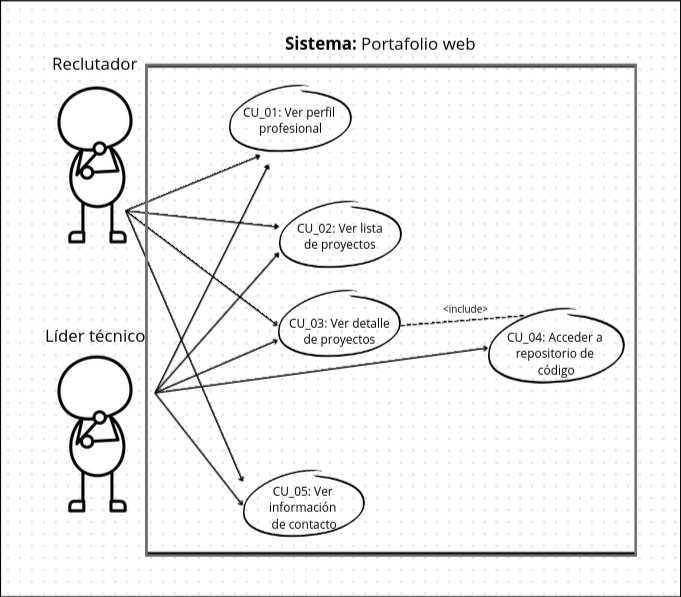 Sistema: Portafolio web
Reclutador
CU_01: Ver perfil
profesional
CU_02: Ver lista
de proyectos
CU_03: Ver detalle
de proyectos
<include>
CU_04: Acceder a
repositorio de
código
Líder técnico
CU_05: Ver
información
de contacto